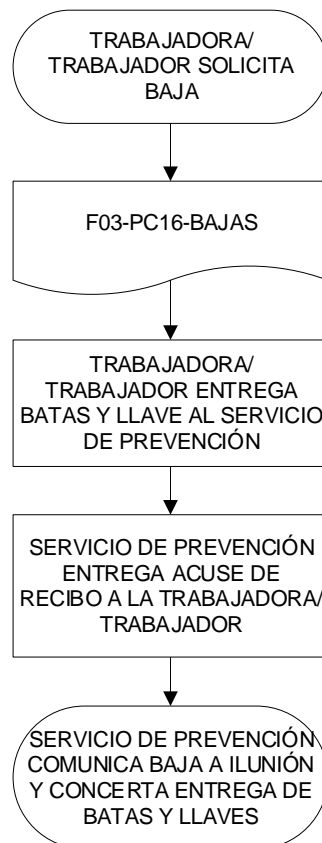 TRABAJADORA/
TRABAJADOR SOLICITA
BAJA
F03-PC16-BAJAS
TRABAJADORA/
TRABAJADOR ENTREGA
BATAS Y LLAVE AL SERVICIO
DE PREVENCIÓN
SERVICIO DE PREVENCIÓN
ENTREGA ACUSE DE
RECIBO A LA TRABAJADORA/
TRABAJADOR
SERVICIO DE PREVENCIÓN
COMUNICA BAJA A ILUNIÓN
Y CONCERTA ENTREGA DE
BATAS Y LLAVES